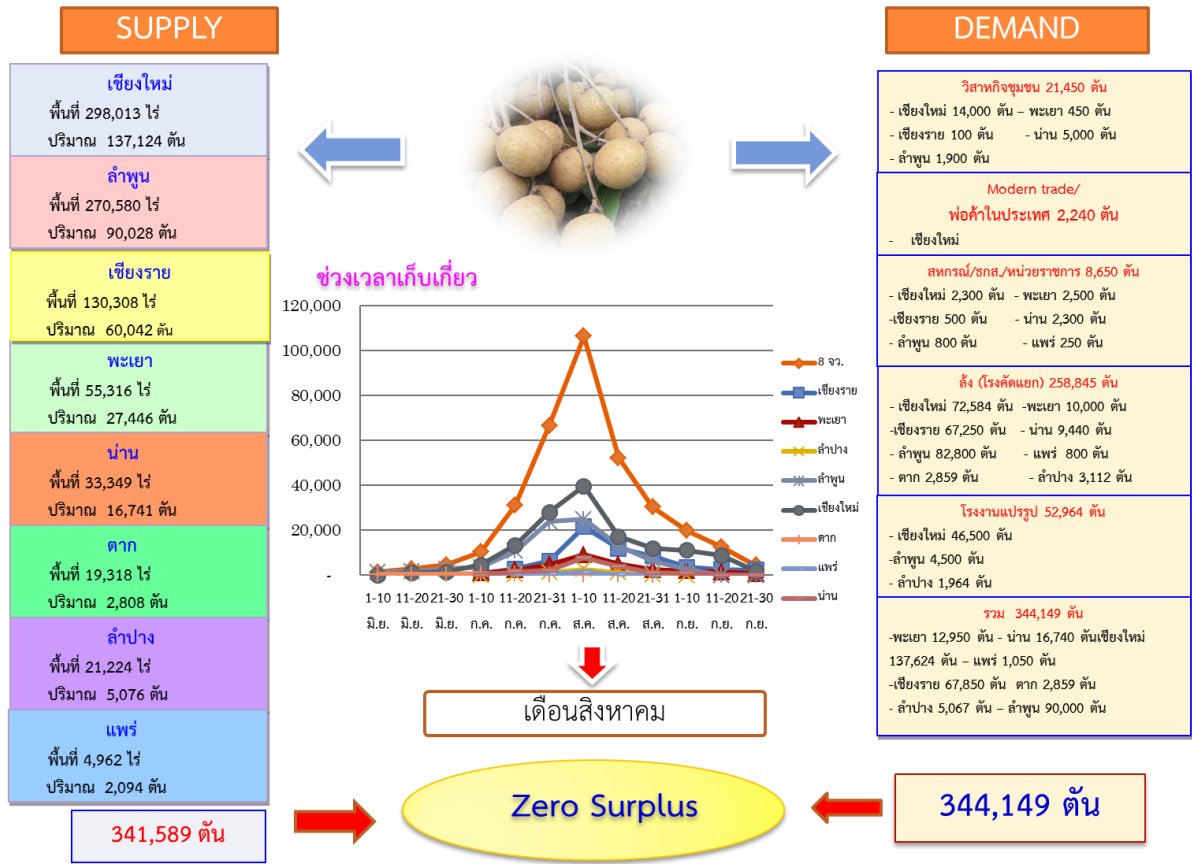 SUPPLY
เชียงใหม่
พื้นที่ 298,013 ไร่
ปริมาณ 137,124 ตัน
ลำพูน
พื้นที่ 270,580 ไร่
ปริมาณ 90,028 ตัน
เชียงราย
พื้นที่ 130,308 ไร่
ปริมาณ 60,042 ตัน
พะเยา
พื้นที่ 55,316 ไร่
ปริมาณ 27,446 ตัน
น่าน
พื้นที่ 33,349 ไร่
ปริมาณ 16,741 ตัน
ตาก
พื้นที่ 19,318 ไร่
ปริมาณ 2,808 ตัน
ลำปาง
พื้นที่ 21,224 ไร่
ปริมาณ 5,076 ตัน
แพร่
พื้นที่ 4,962 ไร่
ปริมาณ 2,094 ตัน
341,589 ตัน
ช่วงเวลาเก็บเกี่ยว
120,000
100,000
80,000
60,000
40,000
20,000
-
1-10 11-20 21-30 1-10 11-20 21-31 1-10 11-20 21-31 1-10 11-20 21-30
มิ.ย. มิ.ย. มิ.ย. ก.ค. ก.ค. ก.ค. ส.ค. ส.ค. ส.ค. ก.ย. ก.ย. ก.ย.
8 จว.
เชียงราย
พะเยา
ลำปาง
ลำพูน
เชียงใหม่
ตาก
แพร่
น่าน
เดือนสิงหาคม
Zero Surplus
DEMAND
วิสาหกิจชุมชน 21,450 ตัน
- เชียงใหม่ 14,000 ตัน – พะเยา 450 ตัน
- เชียงราย 100 ตัน - น่าน 5,000 ตัน
- ลำพูน 1,900 ตัน
Modern trade/
พ่อค้าในประเทศ 2,240 ตัน
- เชียงใหม่
สหกรณ์/ธกส./หน่วยราชการ 8,650 ตัน
- เชียงใหม่ 2,300 ตัน - พะเยา 2,500 ตัน
-เชียงราย 500 ตัน - น่าน 2,300 ตัน
- ลำพูน 800 ตัน - แพร่ 250 ตัน
ล้ง (โรงคัดแยก) 258,845 ตัน
- เชียงใหม่ 72,584 ตัน -พะเยา 10,000 ตัน
-เชียงราย 67,250 ตัน - น่าน 9,440 ตัน
- ลำพูน 82,800 ตัน - แพร่ 800 ตัน
- ตาก 2,859 ตัน - ลำปาง 3,112 ตัน
โรงงานแปรรูป 52,964 ตัน
- เชียงใหม่ 46,500 ตัน
-ลำพูน 4,500 ตัน
- ลำปาง 1,964 ตัน
รวม 344,149 ตัน
-พะเยา 12,950 ตัน - น่าน 16,740 ตันเชียงใหม่
137,624 ตัน – แพร่ 1,050 ตัน
-เชียงราย 67,850 ตัน ตาก 2,859 ตัน
- ลำปาง 5,067 ตัน – ลำพูน 90,000 ตัน
344,149 ตัน